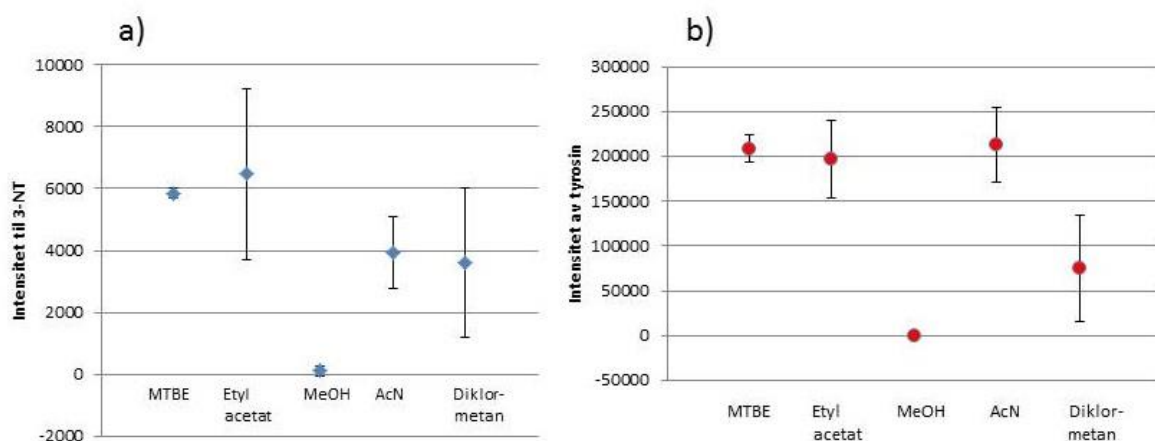 a)
Intensitet til 3-NT
10000
8000
6000
4000
2000
0
-2000
MTBE
Etyl
acetat
MeOH
AcN
Diklor-
metan
b)
Intensitet av tyrosin
300000
250000
200000
150000
100000
50000
0
-50000
MTBE
Etyl
acetat
MeOH
AcN
Diklor-
metan